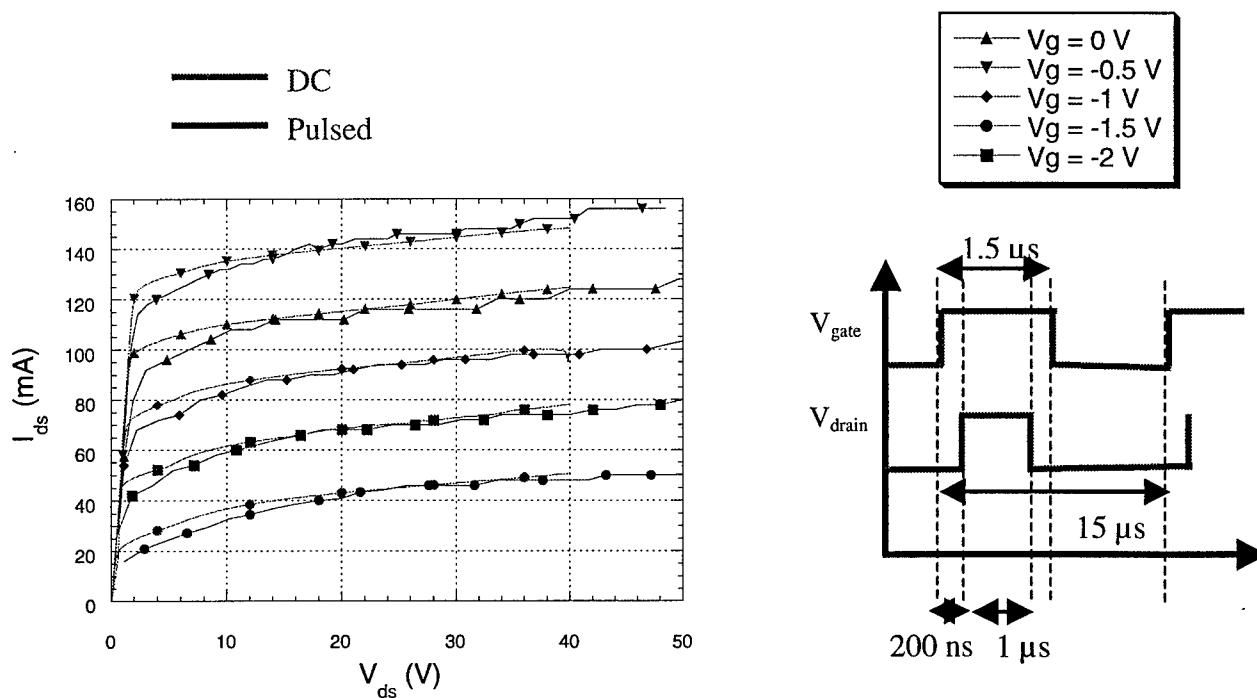 DC
Pulsed
Vg = 0 V
Vg = -0.5 V
Vg = -1 V
Vg = -1.5 V
Vg = -2 V
160
140
120
100
80
60
40
20
0
I_ds (mA)
0 10 20 30 40 50
V_ds (V)
1.5 µs
V_gate
V_drain
15 µs
200 ns 1 µs